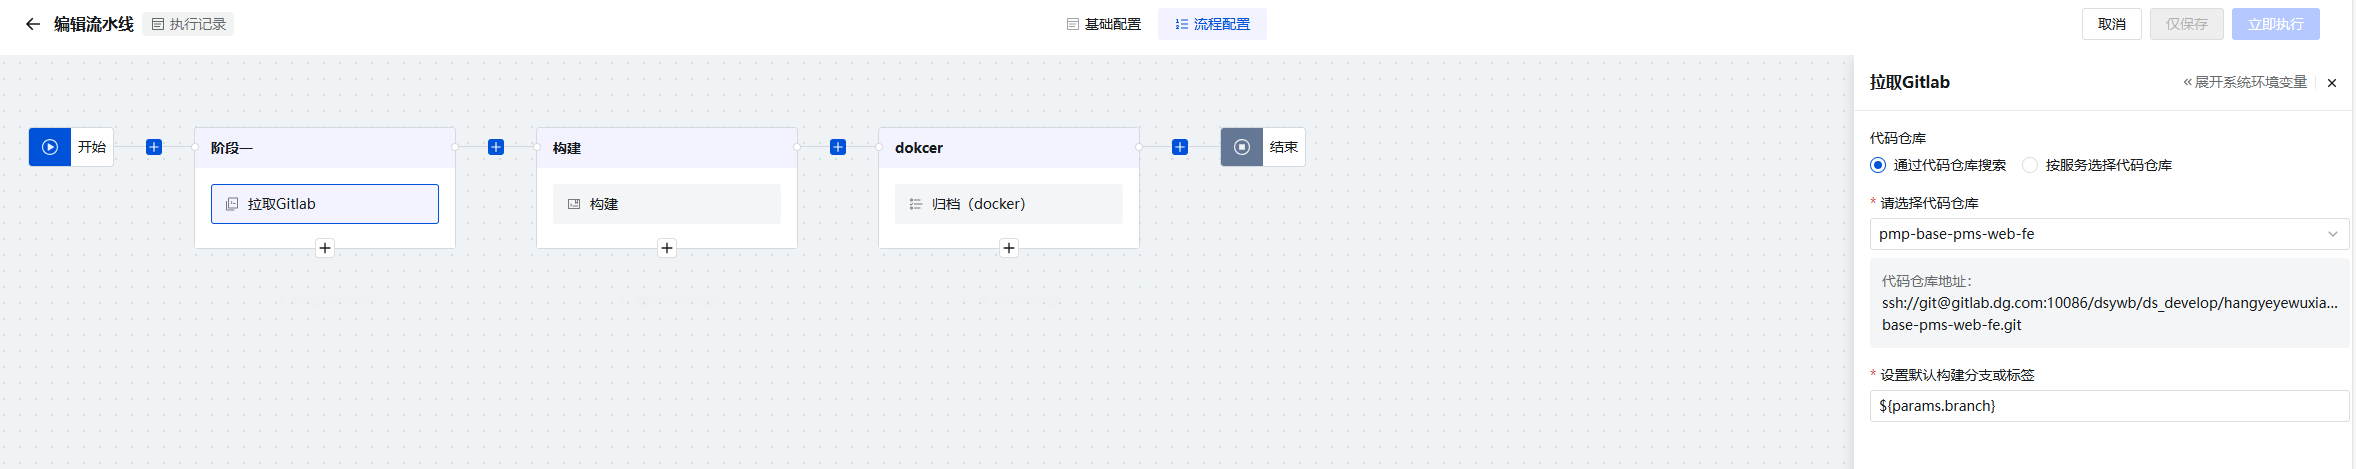 编辑流水线 执行记录 基础配置 流程配置 取消 仅保存 立即执行
开始 阶段一 构建 dokcer 结束
拉取Gitlab 构建 归档（docker）
拉取Gitlab 展开系统环境变量
代码仓库
通过代码仓库搜索 按服务选择代码仓库
* 请选择代码仓库
pmp-base-pms-web-fe
代码仓库地址：
ssh://git@gitlab.dg.com:10086/dsywb/ds_develop/hangyeyewuxia...
base-pms-web-fe.git
* 设置默认构建分支或标签
${params.branch}